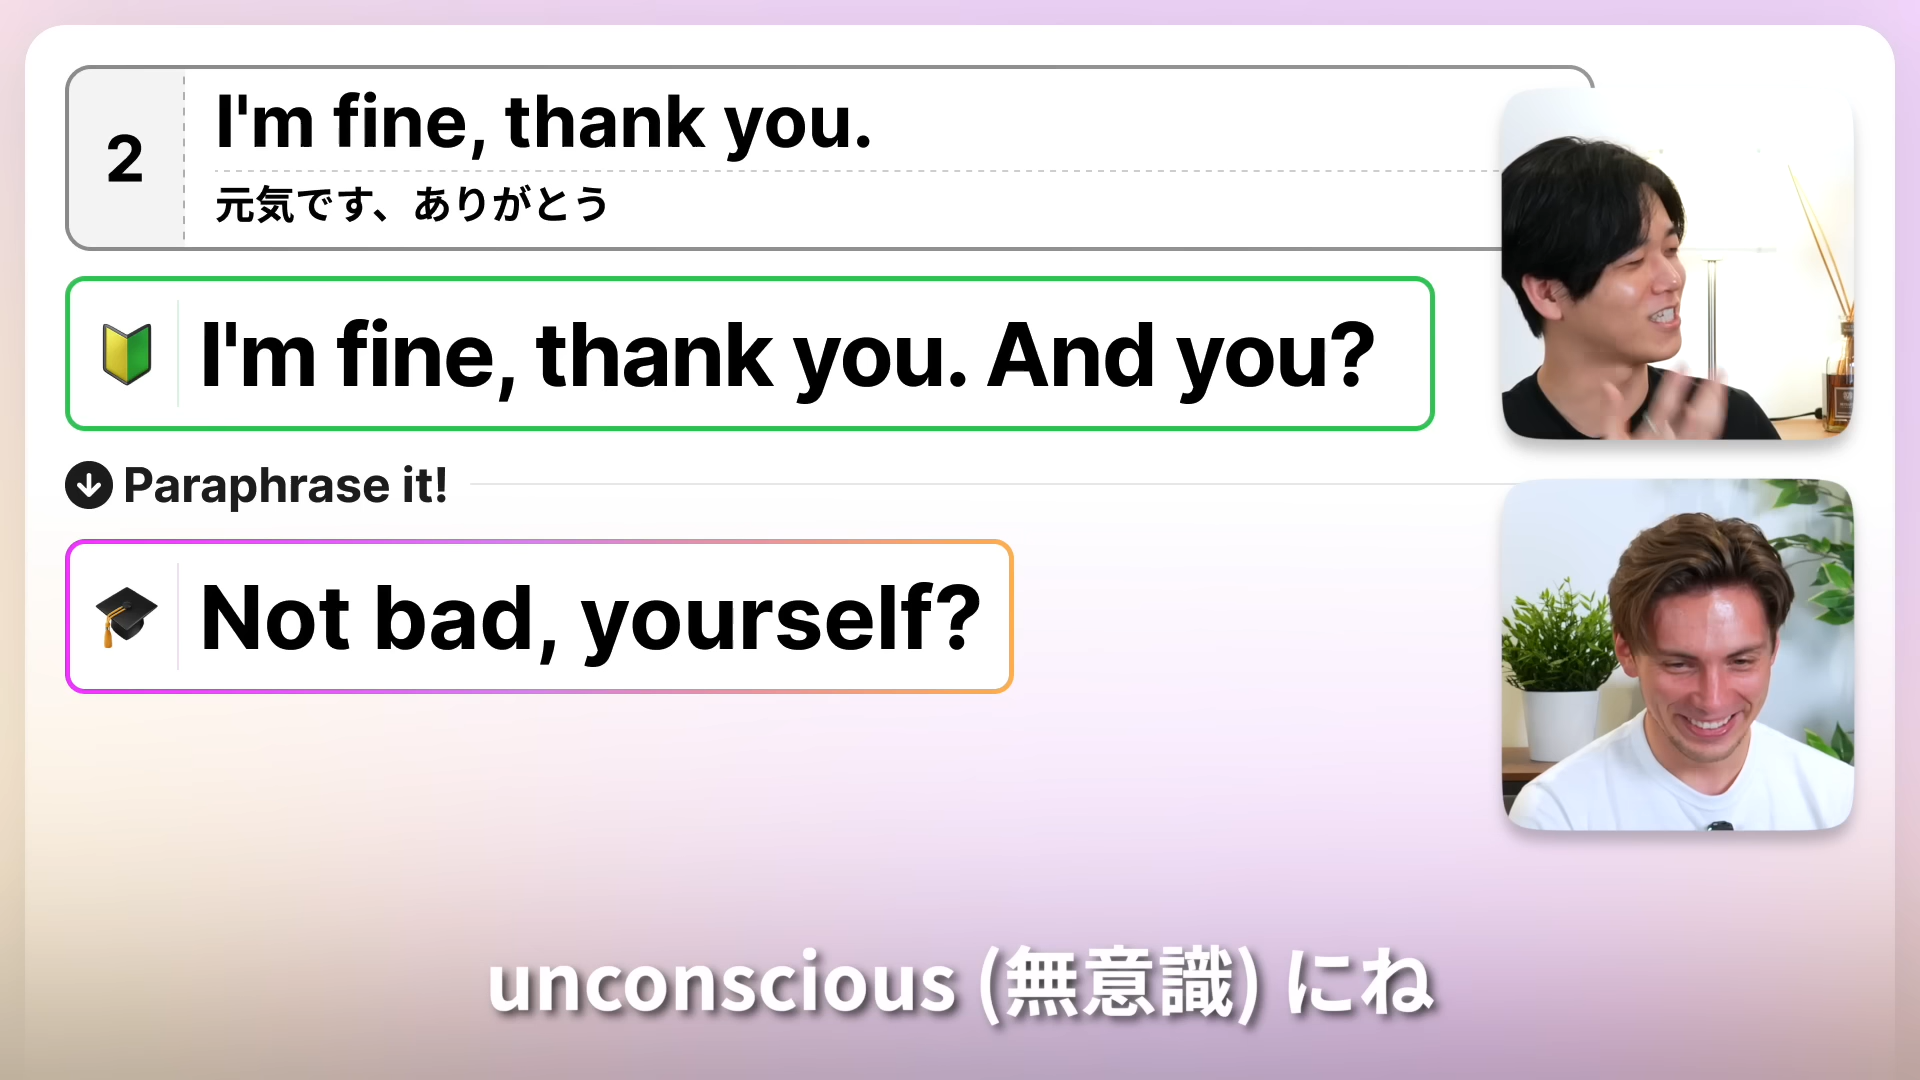 2
I'm fine, thank you.
元気です、ありがとう
I'm fine, thank you. And you?
Paraphrase it!
Not bad, yourself?
unconscious (無意識) にね